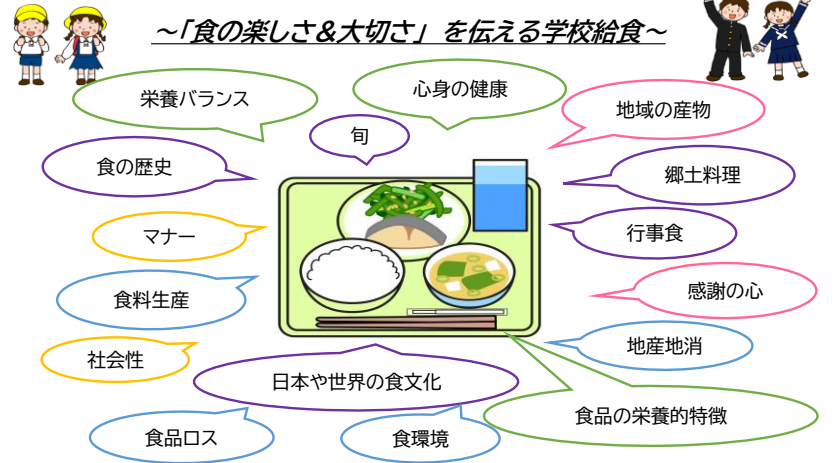 ～「食の楽しさ&大切さ」を伝える学校給食～
栄養バランス
心身の健康
地域の産物
旬
食の歴史
郷土料理
マナー
行事食
食料生産
感謝の心
社会性
地産地消
日本や世界の食文化
食品の栄養的特徴
食品ロス
食環境